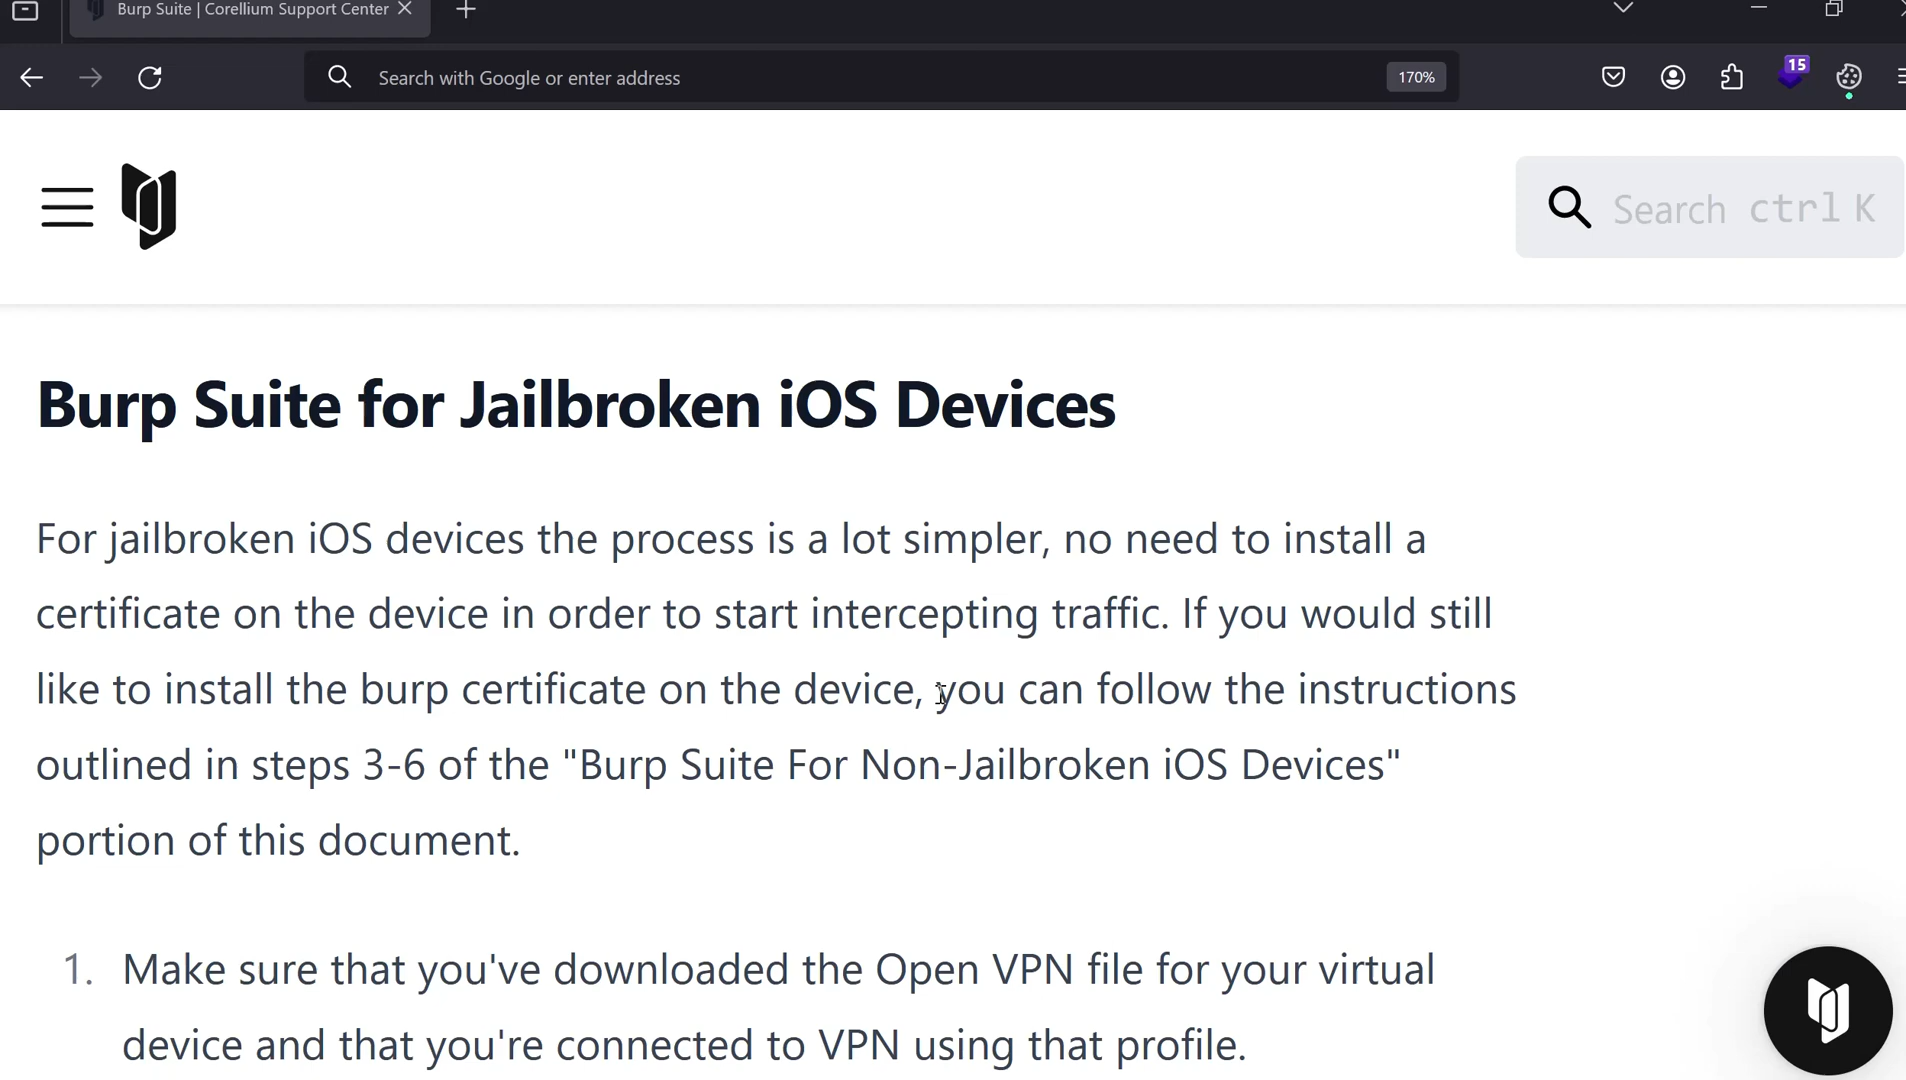 Burp Suite | Corellium Support Center
Search with Google or enter address
170%
15
Search ctrl K
Burp Suite for Jailbroken iOS Devices
For jailbroken iOS devices the process is a lot simpler, no need to install a
certificate on the device in order to start intercepting traffic. If you would still
like to install the burp certificate on the device, you can follow the instructions
outlined in steps 3-6 of the "Burp Suite For Non-Jailbroken iOS Devices"
portion of this document.
1. Make sure that you've downloaded the Open VPN file for your virtual
device and that you're connected to VPN using that profile.